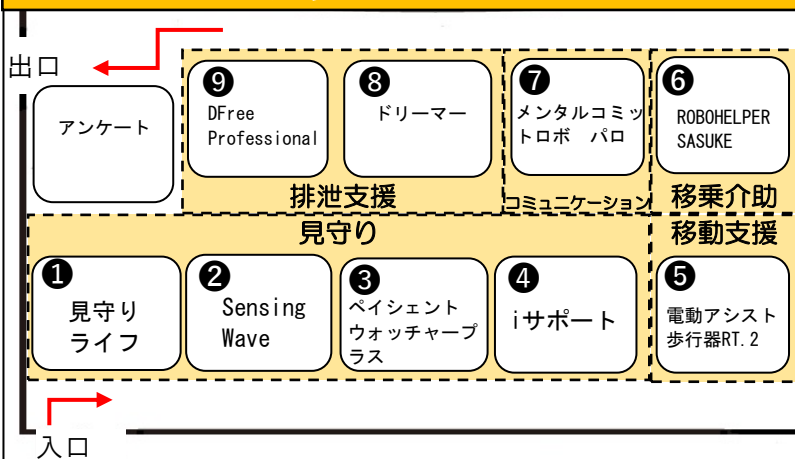 出口
アンケート
❾
DFree
Professional
❽
ドリーマー
❼
メンタルコミッ
トロボ　パロ
❻
ROBOHELPER
SASUKE
排泄支援
コミュニケーション
移乗介助
見守り
移動支援
❶
見守り
ライフ
❷
Sensing
Wave
❸
ペイシェント
ウォッチャープ
ラス
❹
iサポート
❺
電動アシスト
歩行器RT.2
入口